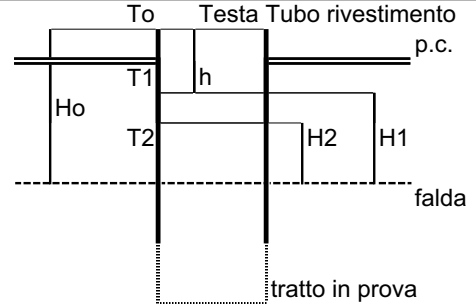 To Testa Tubo rivestimento
p.c.
T1 h
Ho
T2 H2 H1
falda
tratto in prova